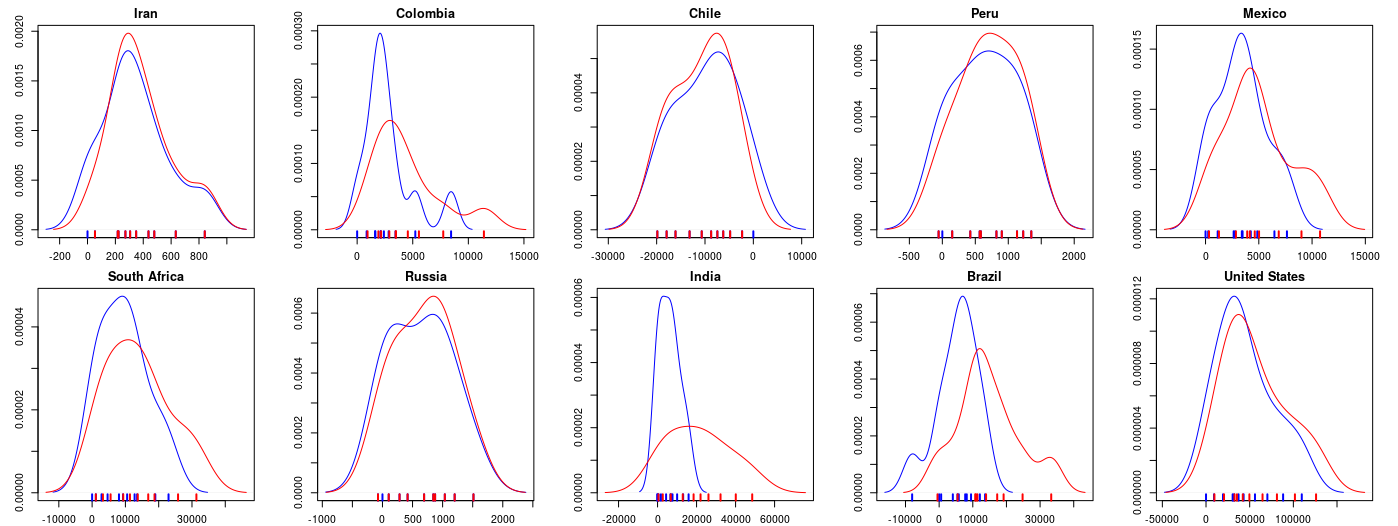 Iran
0.0000 0.0005 0.0010 0.0015 0.0020
-200 0 200 400 600 800
Colombia
0.00000 0.00010 0.00020 0.00030
0 5000 10000 15000
Chile
0.00000 0.00002 0.00004
-30000 -20000 -10000 0 10000
Peru
0.0000 0.0002 0.0004 0.0006
-500 0 500 1000 2000
Mexico
0.00000 0.00005 0.00010 0.00015
0 5000 10000 15000
South Africa
0.00000 0.00002 0.00004
-10000 0 10000 30000
Russia
0.0000 0.0002 0.0004 0.0006
-1000 0 500 1000 2000
India
0.00000 0.00002 0.00004 0.00006
-20000 0 20000 60000
Brazil
0.00000 0.00002 0.00004 0.00006
-10000 0 10000 30000
United States
0.000000 0.000004 0.000008 0.000012
-50000 0 50000 100000